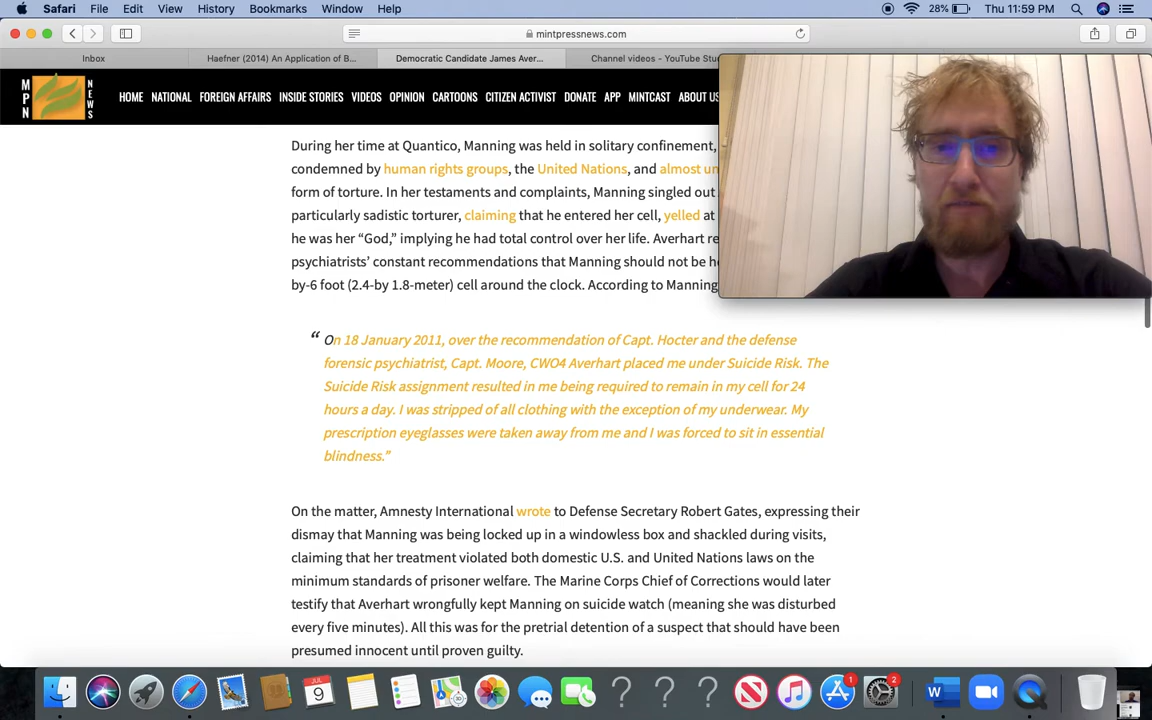 Safari File Edit View History Bookmarks Window Help 28% Thu 11:59 PM
mintpressnews.com
Inbox Haefner (2014) An Application of B... Democratic Candidate James Aver... Channel videos - YouTube Stu
MPN NEWS HOME NATIONAL FOREIGN AFFAIRS INSIDE STORIES VIDEOS OPINION CARTOONS CITIZEN ACTIVIST DONATE APP MINTCAST ABOUT US
During her time at Quantico, Manning was held in solitary confinement,
condemned by human rights groups, the United Nations, and almost un
form of torture. In her testaments and complaints, Manning singled out
particularly sadistic torturer, claiming that he entered her cell, yelled at
he was her “God,” implying he had total control over her life. Averhart re
psychiatrists’ constant recommendations that Manning should not be he
by-6 foot (2.4-by 1.8-meter) cell around the clock. According to Manning
“ On 18 January 2011, over the recommendation of Capt. Hocter and the defense
forensic psychiatrist, Capt. Moore, CWO4 Averhart placed me under Suicide Risk. The
Suicide Risk assignment resulted in me being required to remain in my cell for 24
hours a day. I was stripped of all clothing with the exception of my underwear. My
prescription eyeglasses were taken away from me and I was forced to sit in essential
blindness.”
On the matter, Amnesty International wrote to Defense Secretary Robert Gates, expressing their
dismay that Manning was being locked up in a windowless box and shackled during visits,
claiming that her treatment violated both domestic U.S. and United Nations laws on the
minimum standards of prisoner welfare. The Marine Corps Chief of Corrections would later
testify that Averhart wrongfully kept Manning on suicide watch (meaning she was disturbed
every five minutes). All this was for the pretrial detention of a suspect that should have been
presumed innocent until proven guilty.
JUL 9 1 2